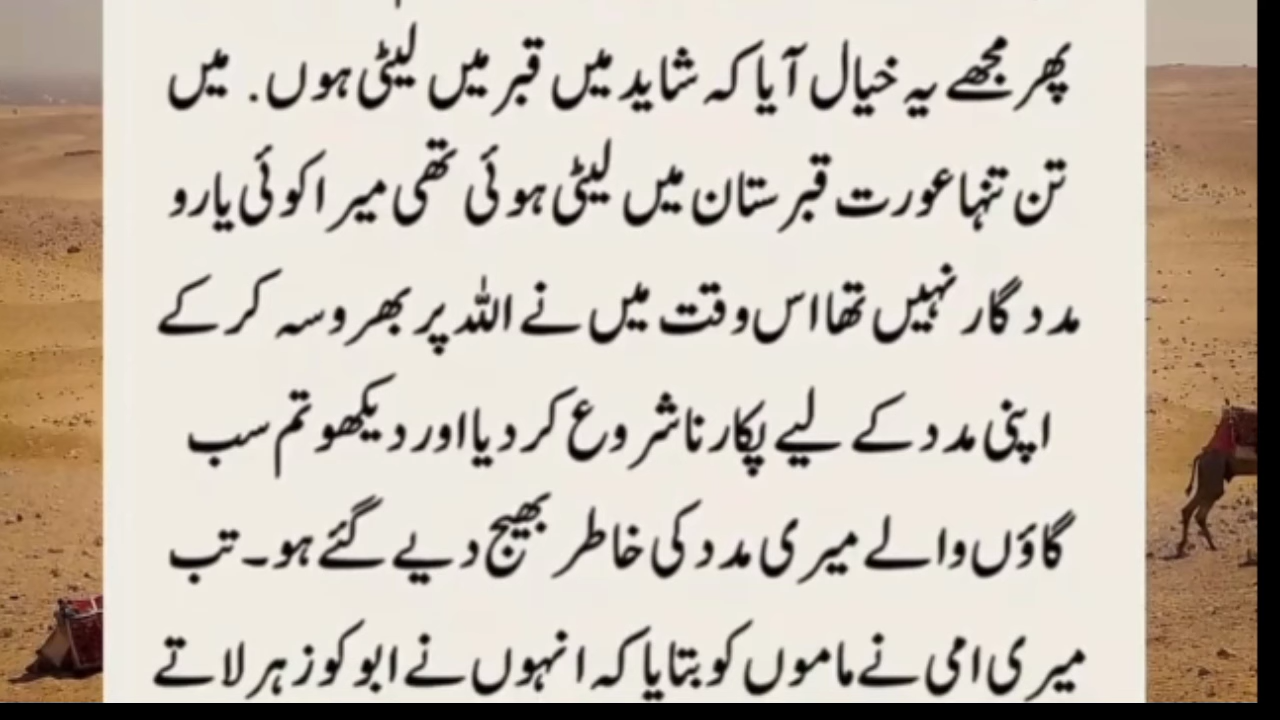 پھر مجھے یہ خیال آیا کہ شاید میں قبر میں لیٹی ہوں. میں
تن تنہا عورت قبرستان میں لیٹی ہوئی تھی میرا کوئی یار و
مددگار نہیں تھا اس وقت میں نے اللہ پر بھروسہ کر کے
اپنی مدد کے لیے پکارنا شروع کر دیا اور دیکھو تم سب
گاؤں والے میری مدد کی خاطر بھیج دیے گئے ہو۔ تب
میری امی نے ماموں کو بتایا کہ انہوں نے ابو کو زہر لاتے